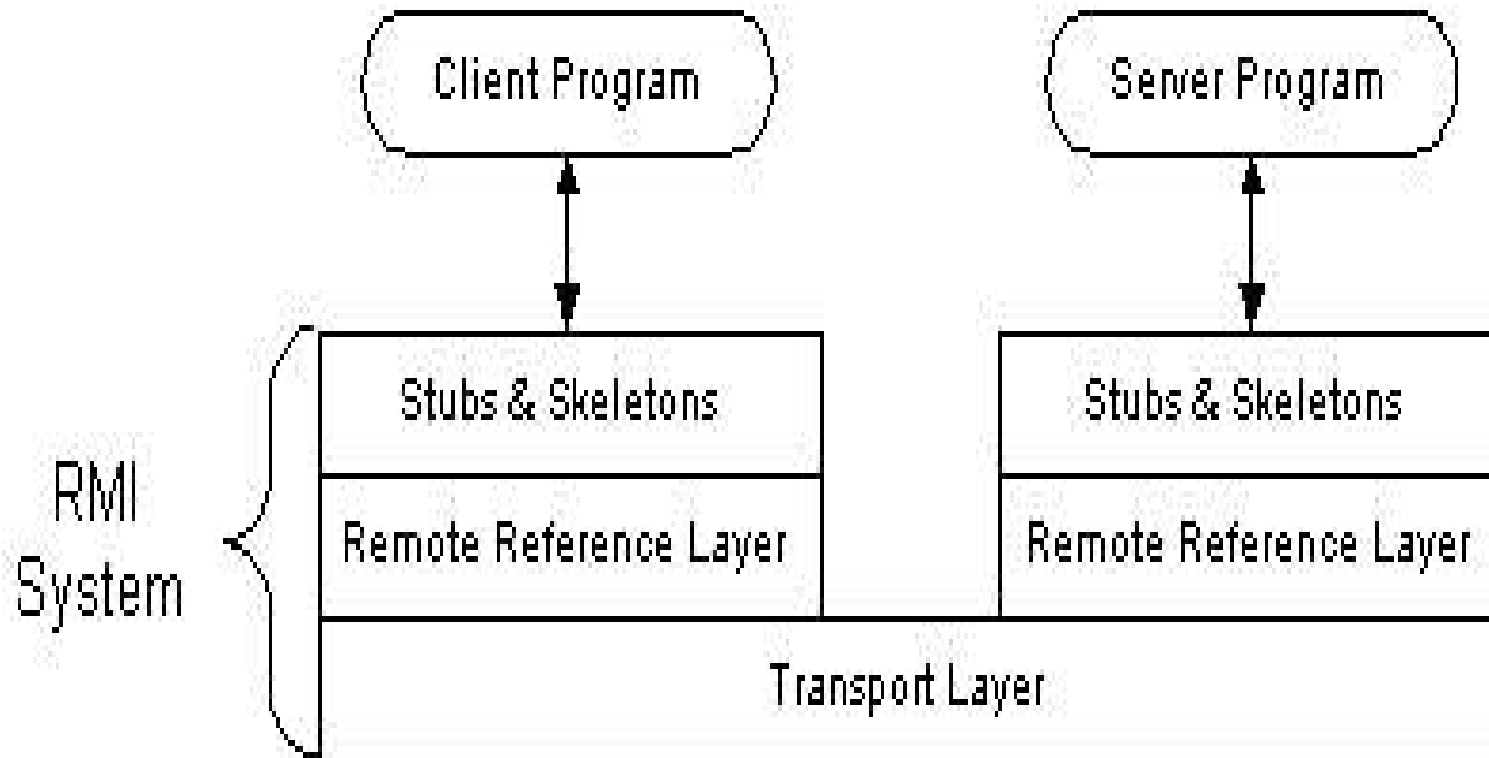 Client Program
Server Program
Stubs & Skeletons
Stubs & Skeletons
RMI
System
Remote Reference Layer
Remote Reference Layer
Transport Layer